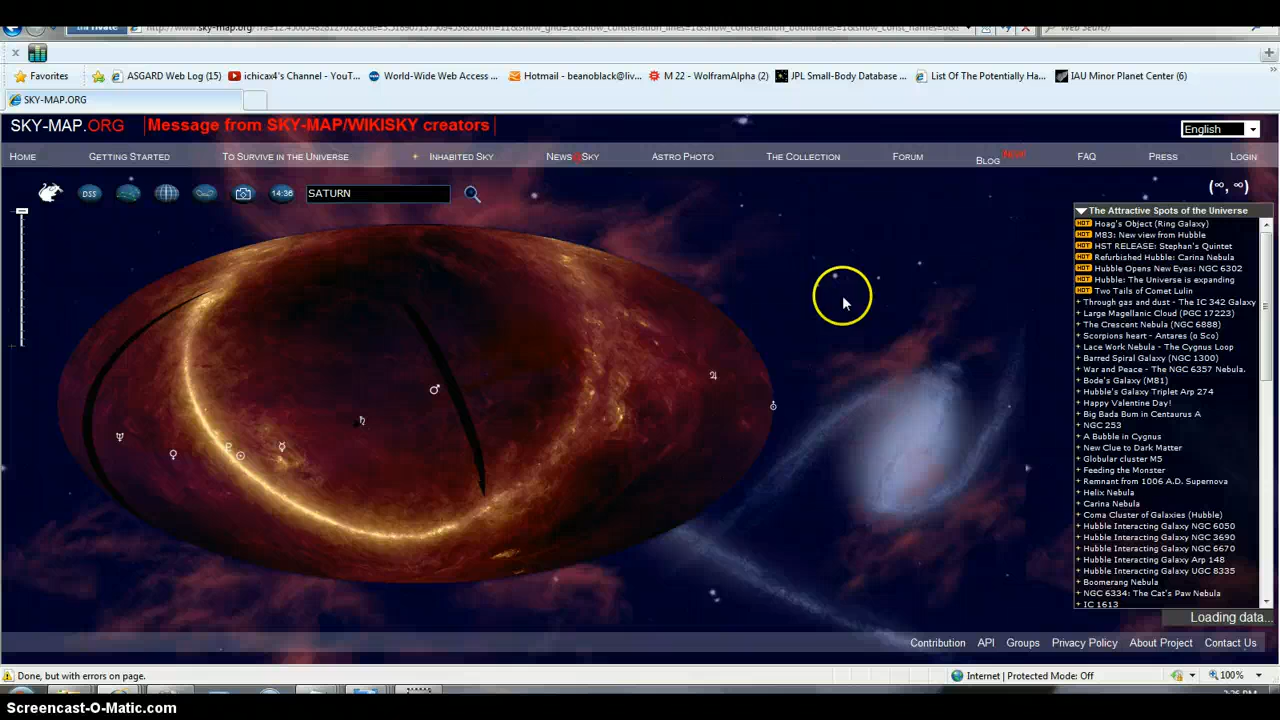 Favorites
ASGARD Web Log (15)
ichicax4's Channel - YouT...
World-Wide Web Access ...
Hotmail - beanoblack@liv...
M 22 - WolframAlpha (2)
JPL Small-Body Database ...
List Of The Potentially Ha...
IAU Minor Planet Center (6)
SKY-MAP.ORG
SKY-MAP.ORG
Message from SKY-MAP/WIKISKY creators
English
HOME
GETTING STARTED
TO SURVIVE IN THE UNIVERSE
INHABITED SKY
NEWS@SKY
ASTRO PHOTO
THE COLLECTION
FORUM
BLOG New!
FAQ
PRESS
LOGIN
DSS
14:36
SATURN
(∞, ∞)
The Attractive Spots of the Universe
HOT Hoag's Object (Ring Galaxy)
HOT M83: New view from Hubble
HOT HST RELEASE: Stephan's Quintet
HOT Refurbished Hubble: Carina Nebula
HOT Hubble Opens New Eyes: NGC 6302
HOT Hubble: The Universe is expanding
HOT Two Tails of Comet Lulin
+ Through gas and dust - The IC 342 Galaxy
+ Large Magellanic Cloud (PGC 17223)
+ The Crescent Nebula (NGC 6888)
+ Scorpions heart - Antares (α Sco)
+ Lace Work Nebula - The Cygnus Loop
+ Barred Spiral Galaxy (NGC 1300)
+ War and Peace - The NGC 6357 Nebula.
+ Bode's Galaxy (M81)
+ Hubble's Galaxy Triplet Arp 274
+ Happy Valentine Day!
+ Big Bada Bum in Centaurus A
+ NGC 253
+ A Bubble in Cygnus
+ New Clue to Dark Matter
+ Globular cluster M5
+ Feeding the Monster
+ Remnant from 1006 A.D. Supernova
+ Helix Nebula
+ Carina Nebula
+ Coma Cluster of Galaxies (Hubble)
+ Hubble Interacting Galaxy NGC 6050
+ Hubble Interacting Galaxy NGC 3690
+ Hubble Interacting Galaxy NGC 6670
+ Hubble Interacting Galaxy Arp 148
+ Hubble Interacting Galaxy UGC 8335
+ Boomerang Nebula
+ NGC 6334: The Cat's Paw Nebula
+ IC 1613
Loading data...
Contribution
API
Groups
Privacy Policy
About Project
Contact Us
Done, but with errors on page.
Internet | Protected Mode: Off
100%
Screencast-O-Matic.com